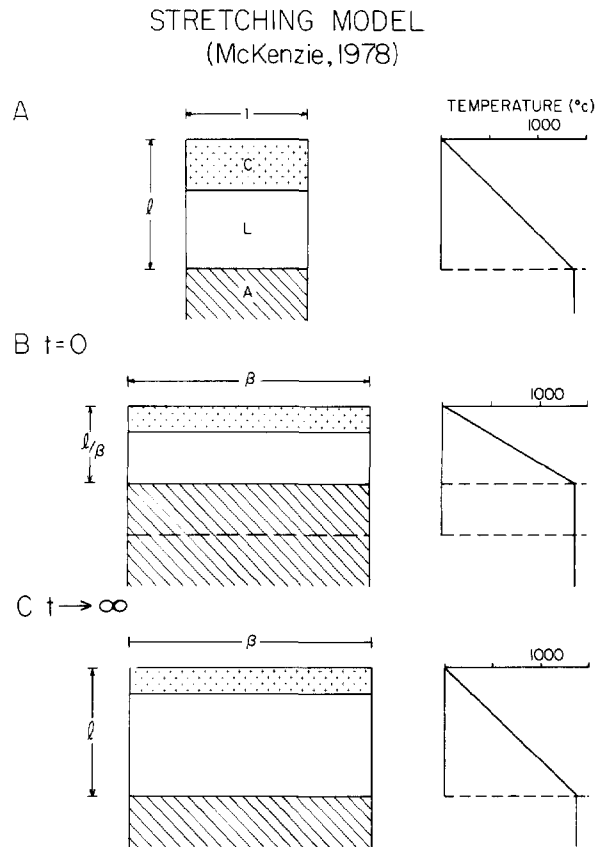 STRETCHING MODEL
(McKenzie, 1978)
A
1
TEMPERATURE (°c)
1000
ℓ
C
L
A
B t=0
β
1000
ℓ/β
C t→∞
β
1000
ℓ